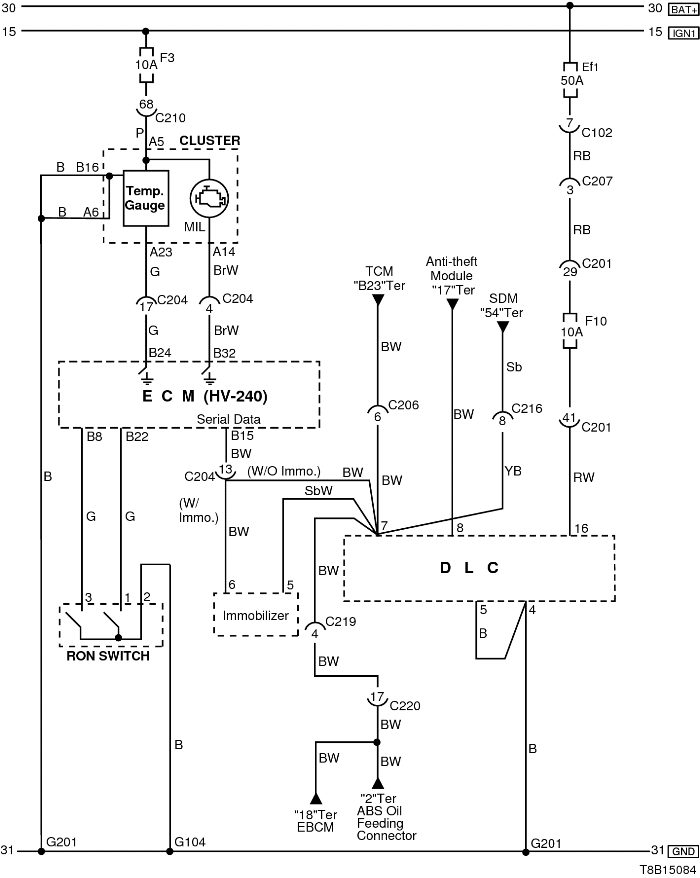 30
30 BAT+
15
15 IGN1
F3
10A
Ef1
50A
68
C210
7
C102
P
A5
CLUSTER
RB
B
B16
Temp.
Gauge
C207
3
B
A6
MIL
RB
A23
A14
G
BrW
C201
29
TCM
"B23"Ter
Anti-theft
Module
"17"Ter
SDM
"54"Ter
17
C204
4
C204
F10
10A
G
BrW
BW
B24
B32
Sb
E C M (HV-240)
C206
6
BW
C216
8
41
C201
Serial Data
B8
B22
B15
BW
13
C204
(W/O Immo.)
BW
BW
YB
RW
B
SbW
(W/
Immo.)
G
G
BW
7
8
16
BW
D L C
6
5
3
1
2
Immobilizer
5
4
C219
4
B
RON SWITCH
BW
17
C220
BW
B
BW
BW
B
"18"Ter
EBCM
"2"Ter
ABS Oil
Feeding
Connector
G201
G104
G201
31
31 GND
T8B15084